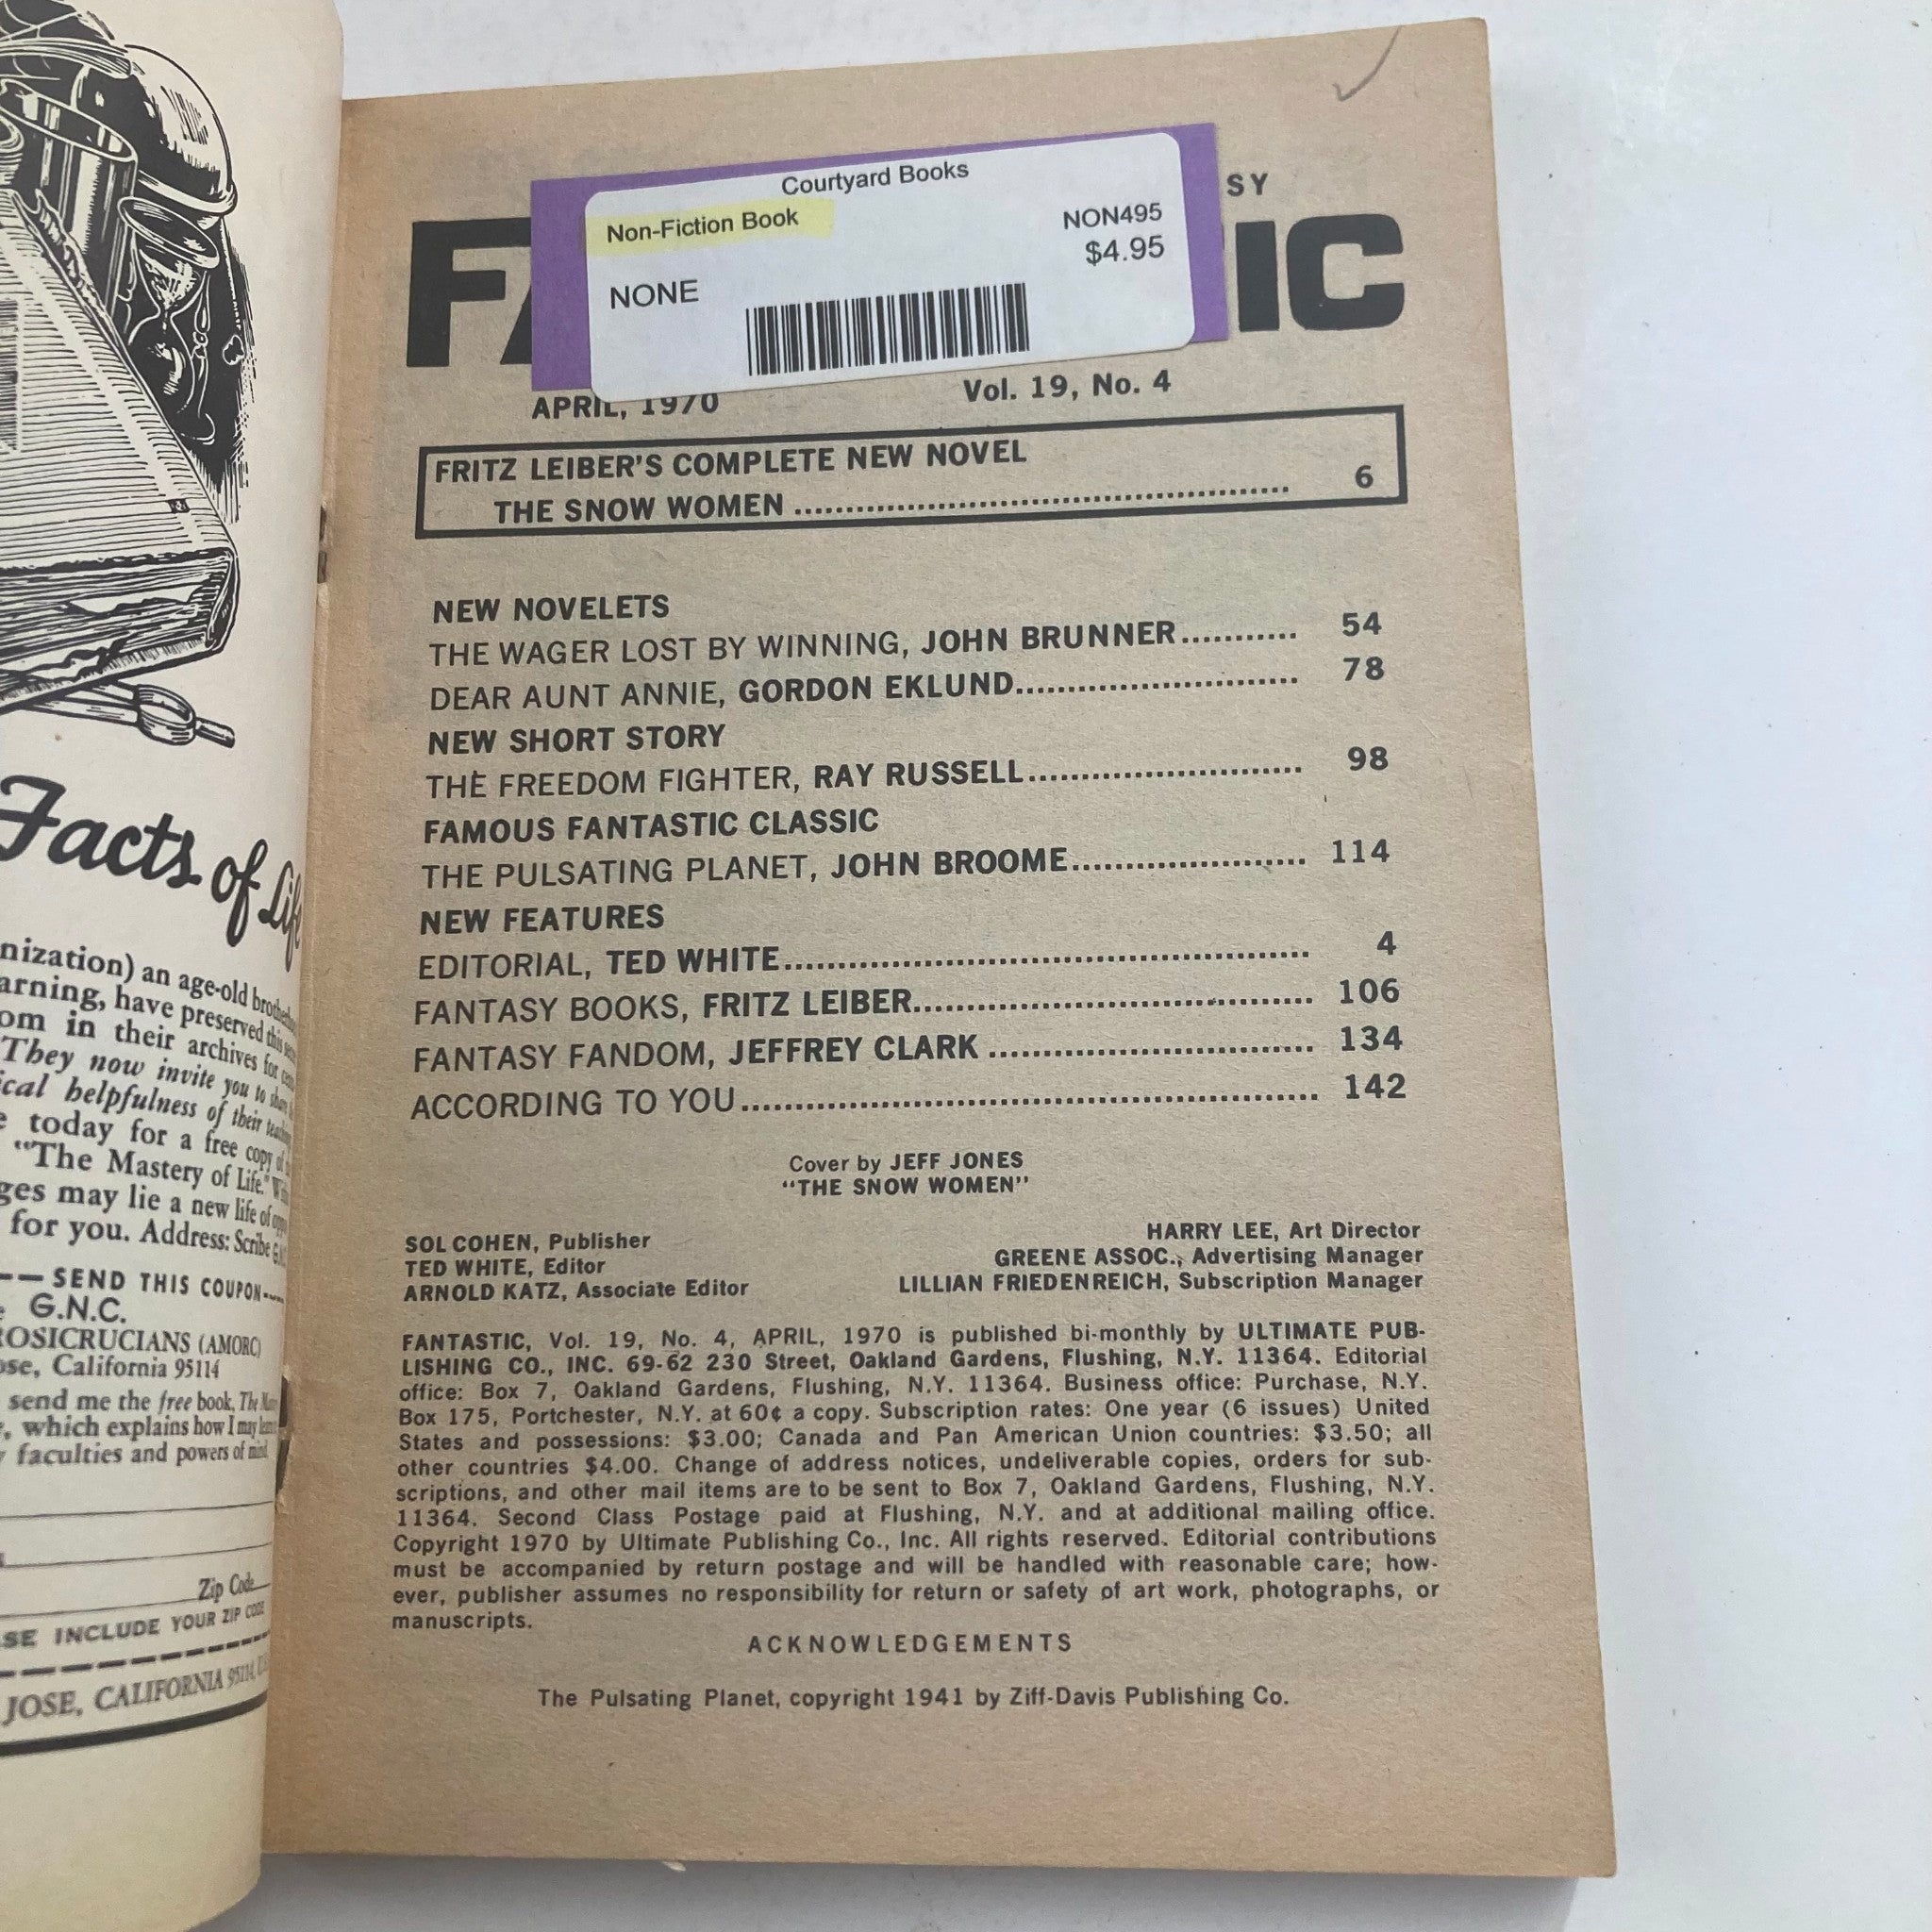 Facts of
nization) an age-old
arning, have preserved this
om in their archives for
They now invite you to share
ical helpfulness of their
today for a free copy of
"The Mastery of Life."
ges may lie a new life of
for you. Address: Scribe
SEND THIS COUPON
G.N.C.
ROSICRUCIANS (AMORC)
ose, California 95114
send me the free book, The
, which explains how I may
faculties and powers of mind.
Zip Code
SE INCLUDE YOUR ZIP CODE
JOSE, CALIFORNIA 95114,
Courtyard Books
Non-Fiction Book
NON495
$4.95
NONE
SY
FA IC
APRIL, 1970 Vol. 19, No. 4
FRITZ LEIBER'S COMPLETE NEW NOVEL
THE SNOW WOMEN ........................................ 6
NEW NOVELETS
THE WAGER LOST BY WINNING, JOHN BRUNNER........... 54
DEAR AUNT ANNIE, GORDON EKLUND........................... 78
NEW SHORT STORY
THE FREEDOM FIGHTER, RAY RUSSELL.......................... 98
FAMOUS FANTASTIC CLASSIC
THE PULSATING PLANET, JOHN BROOME....................... 114
NEW FEATURES
EDITORIAL, TED WHITE................................................... 4
FANTASY BOOKS, FRITZ LEIBER....................................... 106
FANTASY FANDOM, JEFFREY CLARK ................................ 134
ACCORDING TO YOU........................................................ 142
Cover by JEFF JONES
"THE SNOW WOMEN"
SOL COHEN, Publisher
TED WHITE, Editor
ARNOLD KATZ, Associate Editor
HARRY LEE, Art Director
GREENE ASSOC., Advertising Manager
LILLIAN FRIEDENREICH, Subscription Manager
FANTASTIC, Vol. 19, No. 4, APRIL, 1970 is published bi-monthly by ULTIMATE PUB-
LISHING CO., INC. 69-62 230 Street, Oakland Gardens, Flushing, N.Y. 11364. Editorial
office: Box 7, Oakland Gardens, Flushing, N.Y. 11364. Business office: Purchase, N.Y.
Box 175, Portchester, N.Y. at 60¢ a copy. Subscription rates: One year (6 issues) United
States and possessions: $3.00; Canada and Pan American Union countries: $3.50; all
other countries $4.00. Change of address notices, undeliverable copies, orders for sub-
scriptions, and other mail items are to be sent to Box 7, Oakland Gardens, Flushing, N.Y.
11364. Second Class Postage paid at Flushing, N.Y. and at additional mailing office.
Copyright 1970 by Ultimate Publishing Co., Inc. All rights reserved. Editorial contributions
must be accompanied by return postage and will be handled with reasonable care; how-
ever, publisher assumes no responsibility for return or safety of art work, photographs, or
manuscripts.
ACKNOWLEDGEMENTS
The Pulsating Planet, copyright 1941 by Ziff-Davis Publishing Co.